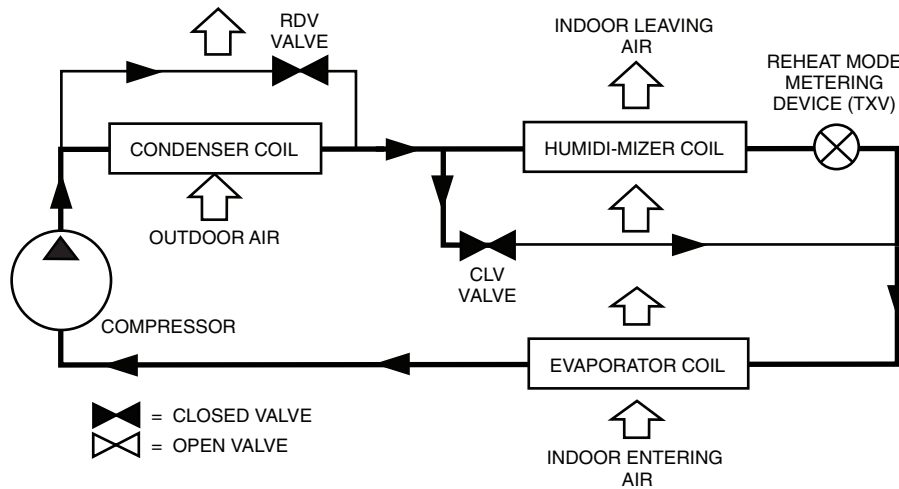 RDV
VALVE
INDOOR LEAVING
AIR
REHEAT MODE
METERING
DEVICE (TXV)
CONDENSER COIL
HUMIDI-MIZER COIL
OUTDOOR AIR
CLV
VALVE
COMPRESSOR
EVAPORATOR COIL
= CLOSED VALVE
= OPEN VALVE
INDOOR ENTERING
AIR